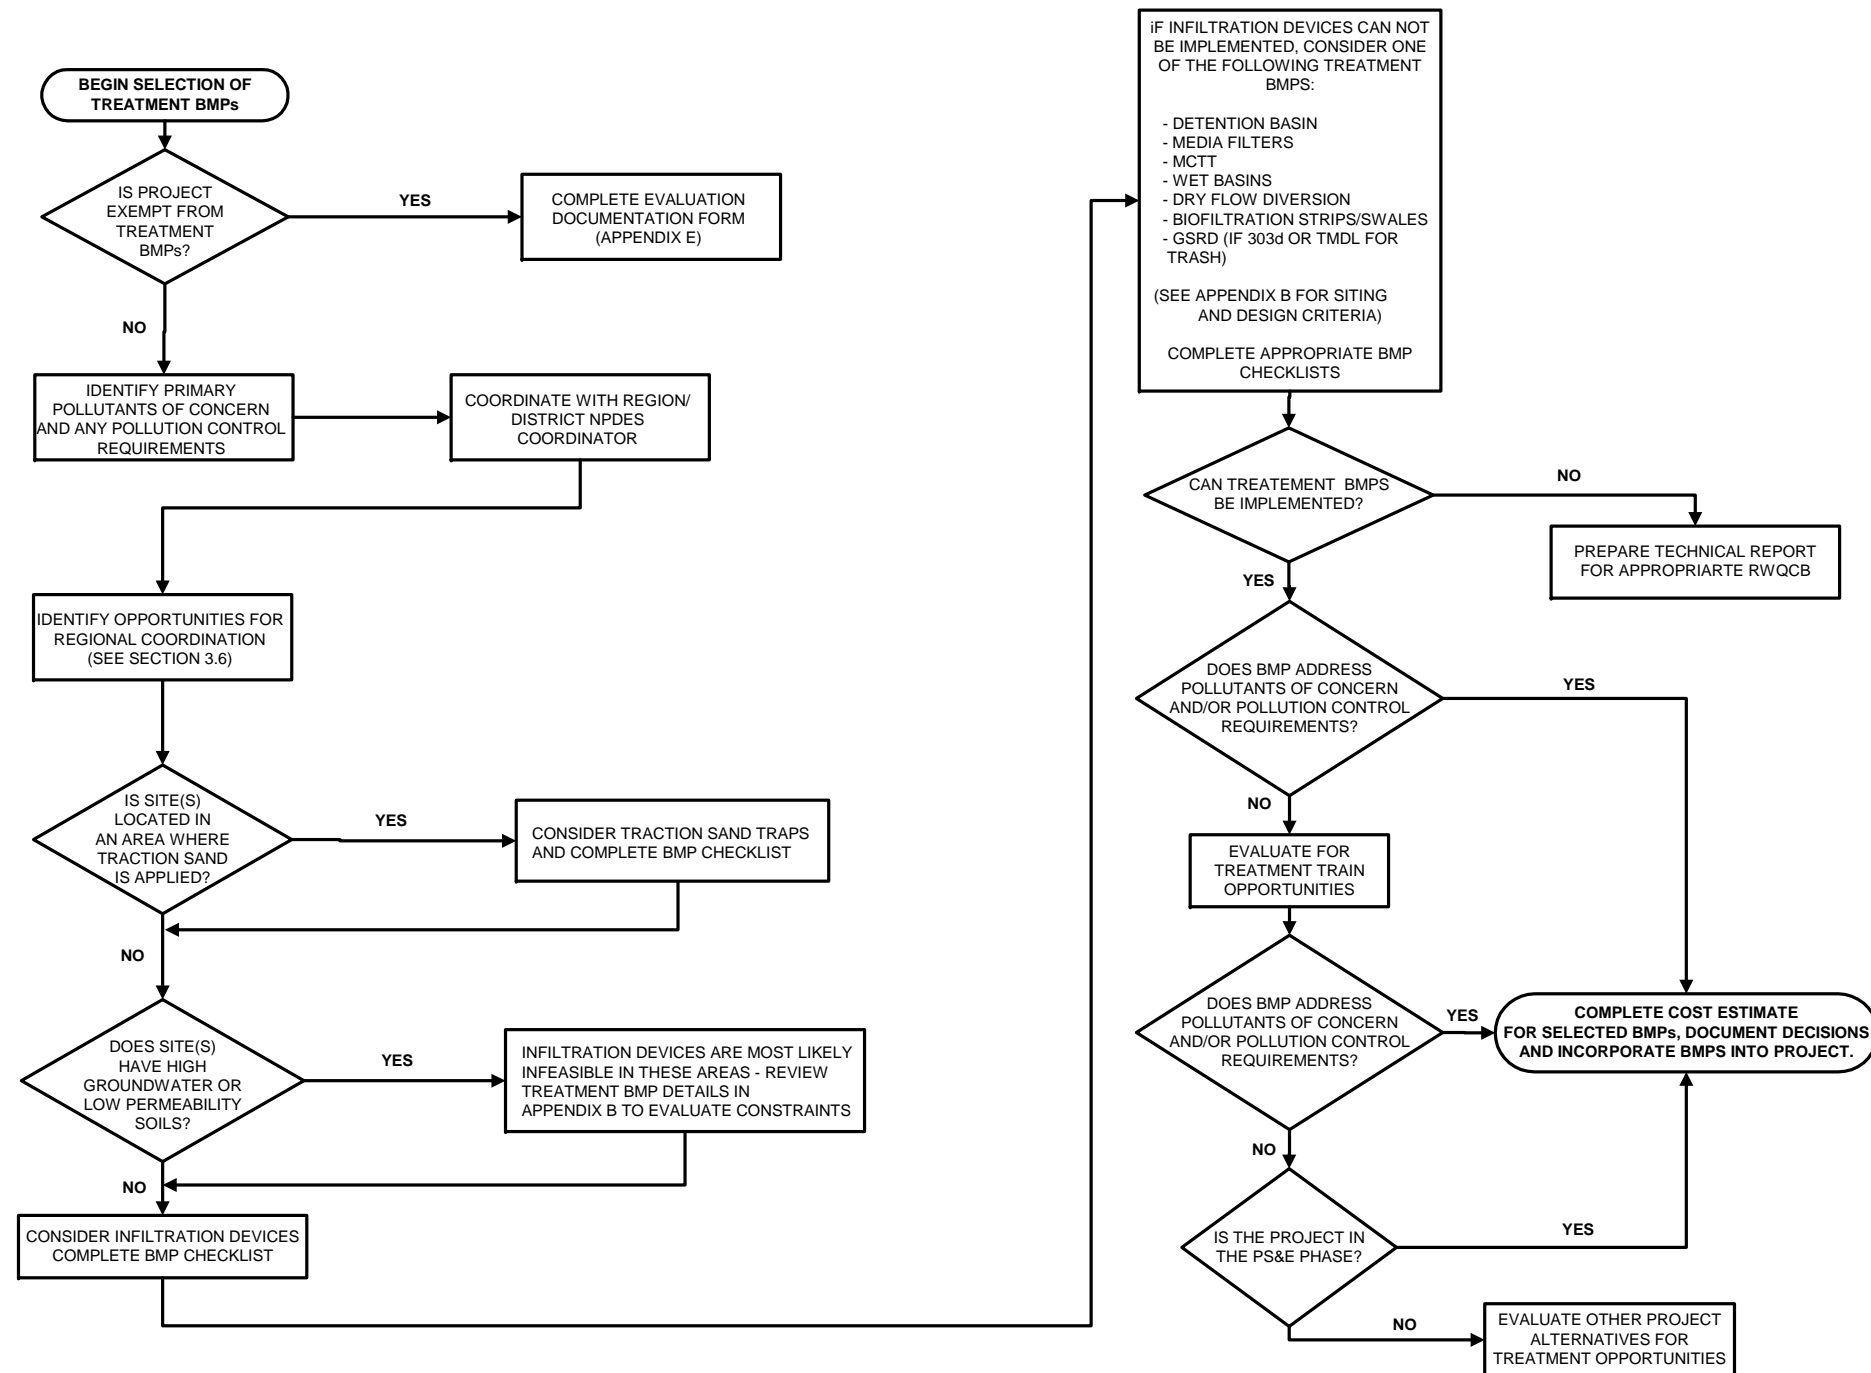 BEGIN SELECTION OF
TREATMENT BMPs
IS PROJECT
EXEMPT FROM
TREATMENT
BMPs?
YES
COMPLETE EVALUATION
DOCUMENTATION FORM
(APPENDIX E)
NO
IDENTIFY PRIMARY
POLLUTANTS OF CONCERN
AND ANY POLLUTION CONTROL
REQUIREMENTS
COORDINATE WITH REGION/
DISTRICT NPDES
COORDINATOR
IDENTIFY OPPORTUNITIES FOR
REGIONAL COORDINATION
(SEE SECTION 3.6)
IS SITE(S)
LOCATED IN
AN AREA WHERE
TRACTION SAND
IS APPLIED?
YES
CONSIDER TRACTION SAND TRAPS
AND COMPLETE BMP CHECKLIST
NO
DOES SITE(S)
HAVE HIGH
GROUNDWATER OR
LOW PERMEABILITY
SOILS?
YES
INFILTRATION DEVICES ARE MOST LIKELY
INFEASIBLE IN THESE AREAS - REVIEW
TREATMENT BMP DETAILS IN
APPENDIX B TO EVALUATE CONSTRAINTS
NO
CONSIDER INFILTRATION DEVICES
COMPLETE BMP CHECKLIST
iF INFILTRATION DEVICES CAN NOT
BE IMPLEMENTED, CONSIDER ONE
OF THE FOLLOWING TREATMENT
BMPS:
- DETENTION BASIN
- MEDIA FILTERS
- MCTT
- WET BASINS
- DRY FLOW DIVERSION
- BIOFILTRATION STRIPS/SWALES
- GSRD (IF 303d OR TMDL FOR
TRASH)
(SEE APPENDIX B FOR SITING
AND DESIGN CRITERIA)
COMPLETE APPROPRIATE BMP
CHECKLISTS
CAN TREATEMENT BMPS
BE IMPLEMENTED?
NO
PREPARE TECHNICAL REPORT
FOR APPROPRIARTE RWQCB
YES
DOES BMP ADDRESS
POLLUTANTS OF CONCERN
AND/OR POLLUTION CONTROL
REQUIREMENTS?
YES
NO
EVALUATE FOR
TREATMENT TRAIN
OPPORTUNITIES
DOES BMP ADDRESS
POLLUTANTS OF CONCERN
AND/OR POLLUTION CONTROL
REQUIREMENTS?
YES
COMPLETE COST ESTIMATE
FOR SELECTED BMPs, DOCUMENT DECISIONS
AND INCORPORATE BMPS INTO PROJECT.
NO
IS THE PROJECT IN
THE PS&E PHASE?
YES
NO
EVALUATE OTHER PROJECT
ALTERNATIVES FOR
TREATMENT OPPORTUNITIES